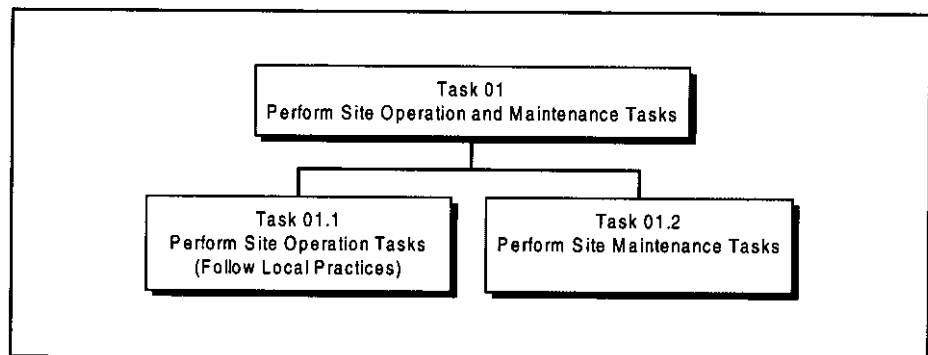 Task 01
Perform Site Operation and Maintenance Tasks
Task 01.1
Perform Site Operation Tasks
(Follow Local Practices)
Task 01.2
Perform Site Maintenance Tasks